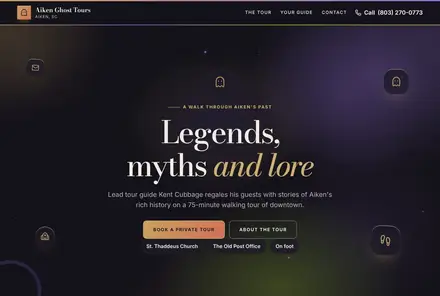 Aiken Ghost Tours
AIKEN, SC
THE TOUR
YOUR GUIDE
CONTACT
Call (803) 270-0773
A WALK THROUGH AIKEN'S PAST
Legends,
myths and lore
Lead tour guide Kent Cubbage regales his guests with stories of Aiken's
rich history on a 75-minute walking tour of downtown.
BOOK A PRIVATE TOUR
ABOUT THE TOUR
St. Thaddeus Church
The Old Post Office
On foot